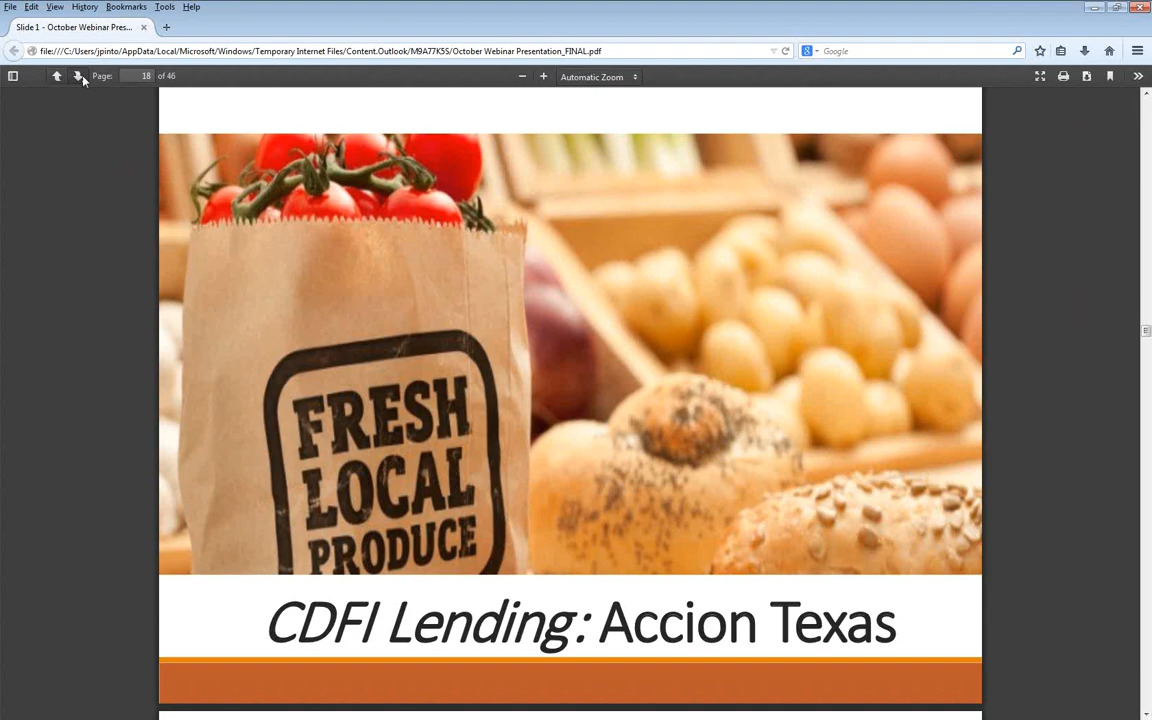 File Edit View History Bookmarks Tools Help
Slide 1 - October Webinar Pres...
file:///C:/Users/jpinto/AppData/Local/Microsoft/Windows/Temporary Internet Files/Content.Outlook/M9A77K5S/October Webinar Presentation_FINAL.pdf
Google
Page: 18 of 46
Automatic Zoom
FRESH
LOCAL
PRODUCE
CDFI Lending: Accion Texas